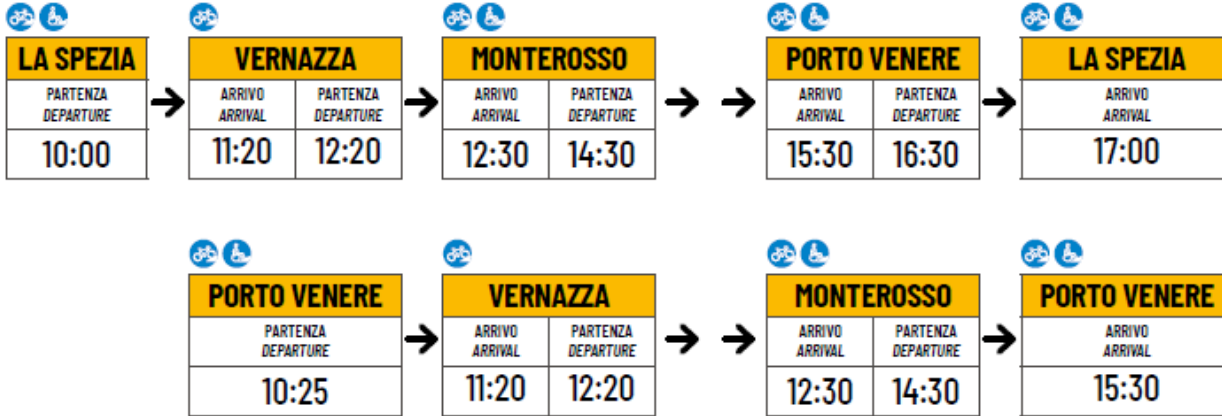 LA SPEZIA VERNAZZA MONTEROSSO PORTO VENERE LA SPEZIA
PARTENZA ARRIVO PARTENZA ARRIVO PARTENZA ARRIVO PARTENZA ARRIVO
DEPARTURE ARRIVAL DEPARTURE ARRIVAL DEPARTURE ARRIVAL DEPARTURE ARRIVAL
10:00 11:20 12:20 12:30 14:30 15:30 16:30 17:00
PORTO VENERE VERNAZZA MONTEROSSO PORTO VENERE
PARTENZA ARRIVO PARTENZA ARRIVO PARTENZA ARRIVO
DEPARTURE ARRIVAL DEPARTURE ARRIVAL DEPARTURE ARRIVAL
10:25 11:20 12:20 12:30 14:30 15:30